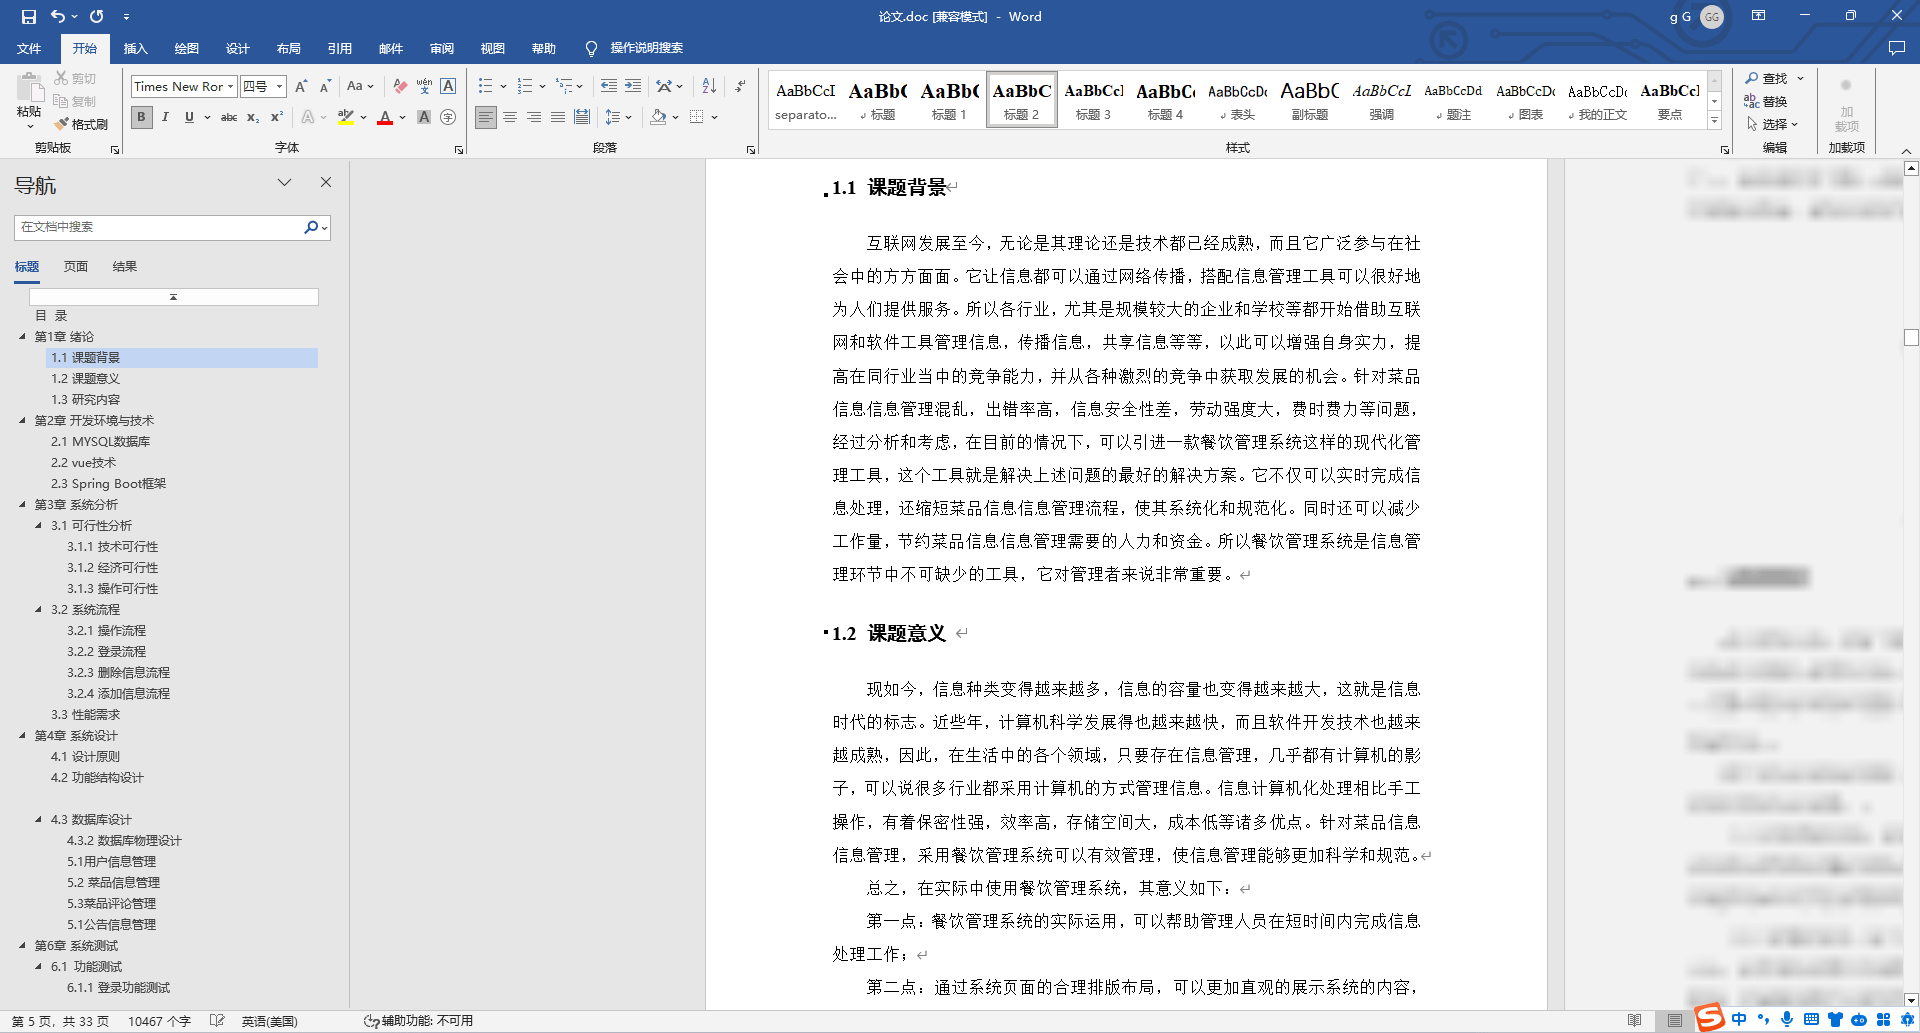 论文.doc [兼容模式] - Word
g G
GG
文件 开始 插入 绘图 设计 布局 引用 邮件 审阅 视图 帮助 操作说明搜索
粘贴
剪切
复制
格式刷
剪贴板
Times New Ror 四号
字体
段落
AaBbCcI AaBb( AaBb( AaBbC AaBbCcI AaBbC( AaBbCcDc AaBbC AaBbCcL AaBbCcDd AaBbCcDc AaBbCcDc AaBbCcI
separato... 标题 标题 1 标题 2 标题 3 标题 4 表头 副标题 强调 题注 图表 我的正文 要点
样式
查找
替换
选择
编辑
加
载项
加载项
导航
在文档中搜索
标题 页面 结果
目 录
第1章 绪论
1.1 课题背景
1.2 课题意义
1.3 研究内容
第2章 开发环境与技术
2.1 MYSQL数据库
2.2 vue技术
2.3 Spring Boot框架
第3章 系统分析
3.1 可行性分析
3.1.1 技术可行性
3.1.2 经济可行性
3.1.3 操作可行性
3.2 系统流程
3.2.1 操作流程
3.2.2 登录流程
3.2.3 删除信息流程
3.2.4 添加信息流程
3.3 性能需求
第4章 系统设计
4.1 设计原则
4.2 功能结构设计
4.3 数据库设计
4.3.2 数据库物理设计
5.1用户信息管理
5.2 菜品信息管理
5.3菜品评论管理
5.1公告信息管理
第6章 系统测试
6.1 功能测试
6.1.1 登录功能测试
1.1 课题背景
互联网发展至今，无论是其理论还是技术都已经成熟，而且它广泛参与在社
会中的方方面面。它让信息都可以通过网络传播，搭配信息管理工具可以很好地
为人们提供服务。所以各行业，尤其是规模较大的企业和学校等都开始借助互联
网和软件工具管理信息，传播信息，共享信息等等，以此可以增强自身实力，提
高在同行业当中的竞争能力，并从各种激烈的竞争中获取发展的机会。针对菜品
信息信息管理混乱，出错率高，信息安全性差，劳动强度大，费时费力等问题，
经过分析和考虑，在目前的情况下，可以引进一款餐饮管理系统这样的现代化管
理工具，这个工具就是解决上述问题的最好的解决方案。它不仅可以实时完成信
息处理，还缩短菜品信息信息管理流程，使其系统化和规范化。同时还可以减少
工作量，节约菜品信息信息管理需要的人力和资金。所以餐饮管理系统是信息管
理环节中不可缺少的工具，它对管理者来说非常重要。
1.2 课题意义
现如今，信息种类变得越来越多，信息的容量也变得越来越大，这就是信息
时代的标志。近些年，计算机科学发展得也越来越快，而且软件开发技术也越来
越成熟，因此，在生活中的各个领域，只要存在信息管理，几乎都有计算机的影
子，可以说很多行业都采用计算机的方式管理信息。信息计算机化处理相比手工
操作，有着保密性强，效率高，存储空间大，成本低等诸多优点。针对菜品信息
信息管理，采用餐饮管理系统可以有效管理，使信息管理能够更加科学和规范。
总之，在实际中使用餐饮管理系统，其意义如下：
第一点：餐饮管理系统的实际运用，可以帮助管理人员在短时间内完成信息
处理工作；
第二点：通过系统页面的合理排版布局，可以更加直观的展示系统的内容，
第 5 页，共 33 页 10467 个字 英语(美国) 辅助功能: 不可用
中